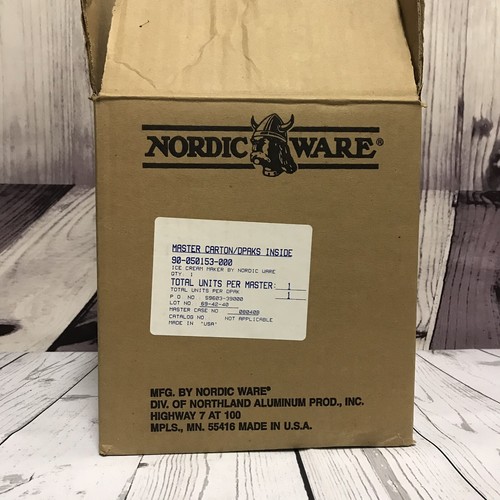 NORDIC WARE®
MASTER CARTON/DPAKS INSIDE
90-050153-000
ICE CREAM MAKER BY NORDIC WARE
QTY: 1
TOTAL UNITS PER MASTER: 1
TOTAL UNITS PER DPAK 1
P.O. NO 59603-39000
LOT NO 69-42-40
MASTER CASE NO 080408
CATALOG NO NOT APPLICABLE
MADE IN "USA"
MFG. BY NORDIC WARE®
DIV. OF NORTHLAND ALUMINUM PROD., INC.
HIGHWAY 7 AT 100
MPLS., MN. 55416 MADE IN U.S.A.